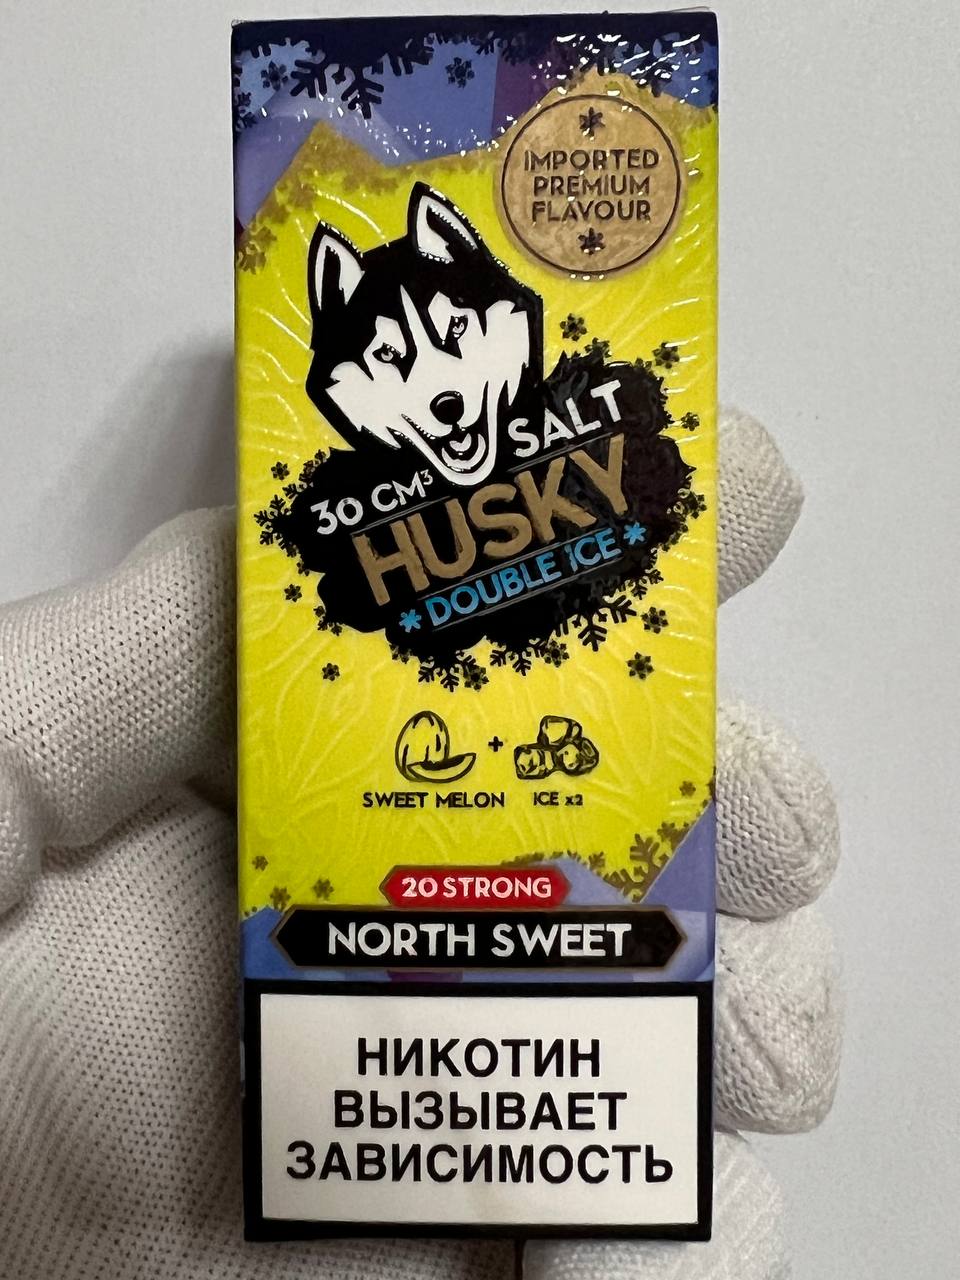 IMPORTED
PREMIUM
FLAVOUR
30 CM³ SALT
HUSKY
* DOUBLE ICE *
+
SWEET MELON ICE x2
20 STRONG
NORTH SWEET
НИКОТИН
ВЫЗЫВАЕТ
ЗАВИСИМОСТЬ